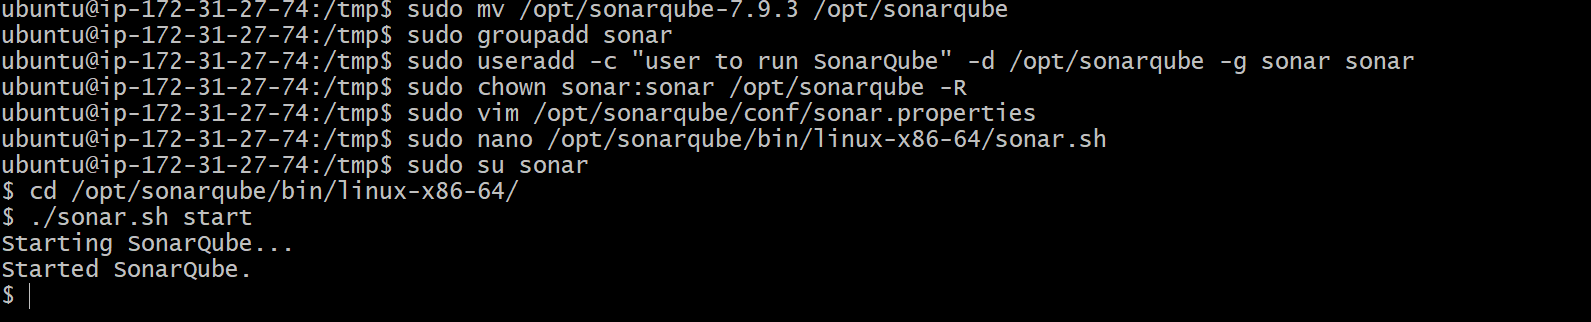 ubuntu@ip-172-31-27-74:/tmp$ sudo mv /opt/sonarqube-7.9.3 /opt/sonarqube
ubuntu@ip-172-31-27-74:/tmp$ sudo groupadd sonar
ubuntu@ip-172-31-27-74:/tmp$ sudo useradd -c "user to run SonarQube" -d /opt/sonarqube -g sonar sonar
ubuntu@ip-172-31-27-74:/tmp$ sudo chown sonar:sonar /opt/sonarqube -R
ubuntu@ip-172-31-27-74:/tmp$ sudo vim /opt/sonarqube/conf/sonar.properties
ubuntu@ip-172-31-27-74:/tmp$ sudo nano /opt/sonarqube/bin/linux-x86-64/sonar.sh
ubuntu@ip-172-31-27-74:/tmp$ sudo su sonar
$ cd /opt/sonarqube/bin/linux-x86-64/
$ ./sonar.sh start
Starting SonarQube...
Started SonarQube.
$